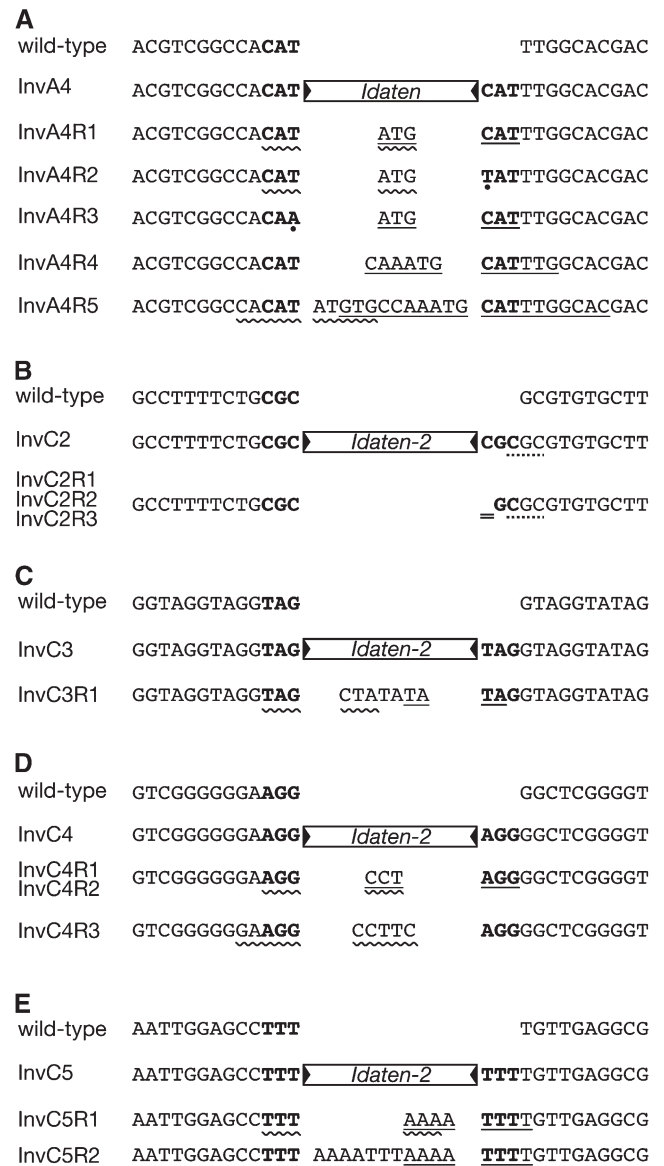 A
wild-type ACGTCGGCCACAT TTGGCACGAC
InvA4 ACGTCGGCCACAT Idaten CATTTGGCACGAC
InvA4R1 ACGTCGGCCACAT ATG CATTTGGCACGAC
InvA4R2 ACGTCGGCCACAT ATG TATTTGGCACGAC
InvA4R3 ACGTCGGCCACAA ATG CATTTGGCACGAC
InvA4R4 ACGTCGGCCACAT CAAATG CATTTGGCACGAC
InvA4R5 ACGTCGGCCACAT ATGTGCCAAATG CATTTGGCACGAC
B
wild-type GCCTTTTCTGCGC GCGTGTGCTT
InvC2 GCCTTTTCTGCGC Idaten-2 CGCGCGTGTGCTT
InvC2R1
InvC2R2 GCCTTTTCTGCGC GCGCGTGTGCTT
InvC2R3
C
wild-type GGTAGGTAGGTAG GTAGGTATAG
InvC3 GGTAGGTAGGTAG Idaten-2 TAGGTAGGTATAG
InvC3R1 GGTAGGTAGGTAG CTATATA TAGGTAGGTATAG
D
wild-type GTCGGGGGGAAGG GGCTCGGGGT
InvC4 GTCGGGGGGAAGG Idaten-2 AGGGGCTCGGGGT
InvC4R1
InvC4R2 GTCGGGGGGAAGG CCT AGGGGCTCGGGGT
InvC4R3 GTCGGGGGGAAGG CCTTC AGGGGCTCGGGGT
E
wild-type AATTGGAGCCTTT TGTTGAGGCG
InvC5 AATTGGAGCCTTT Idaten-2 TTTTGTTGAGGCG
InvC5R1 AATTGGAGCCTTT AAAA TTTTGTTGAGGCG
InvC5R2 AATTGGAGCCTTT AAAATTTAAAA TTTTGTTGAGGCG